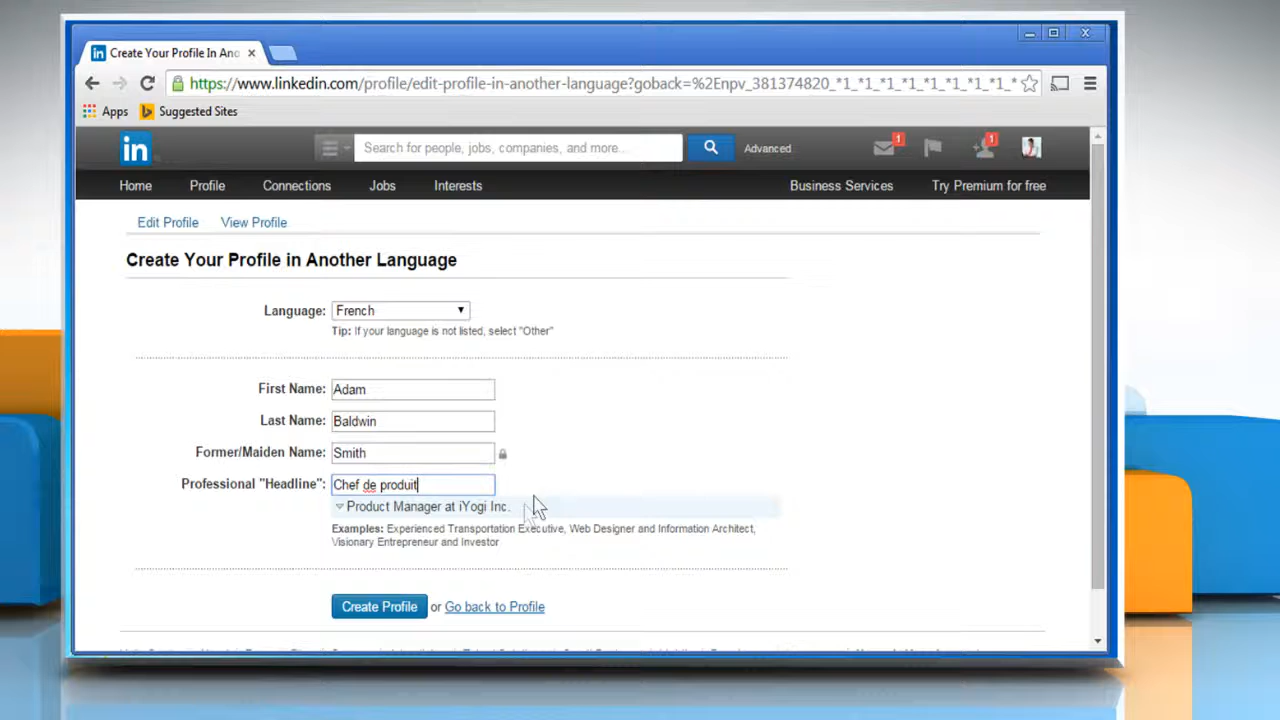 in Create Your Profile In Ano ×
https://www.linkedin.com/profile/edit-profile-in-another-language?goback=%2Enpv_381374820_*1_*1_*1_*1_*1_*1_*1_*
Apps Suggested Sites
in Search for people, jobs, companies, and more... Advanced 1 1
Home Profile Connections Jobs Interests Business Services Try Premium for free
Edit Profile View Profile
Create Your Profile in Another Language
Language: French
Tip: If your language is not listed, select "Other"
First Name: Adam
Last Name: Baldwin
Former/Maiden Name: Smith
Professional "Headline": Chef de produit
Product Manager at iYogi Inc.
Examples: Experienced Transportation Executive, Web Designer and Information Architect,
Visionary Entrepreneur and Investor
Create Profile or Go back to Profile